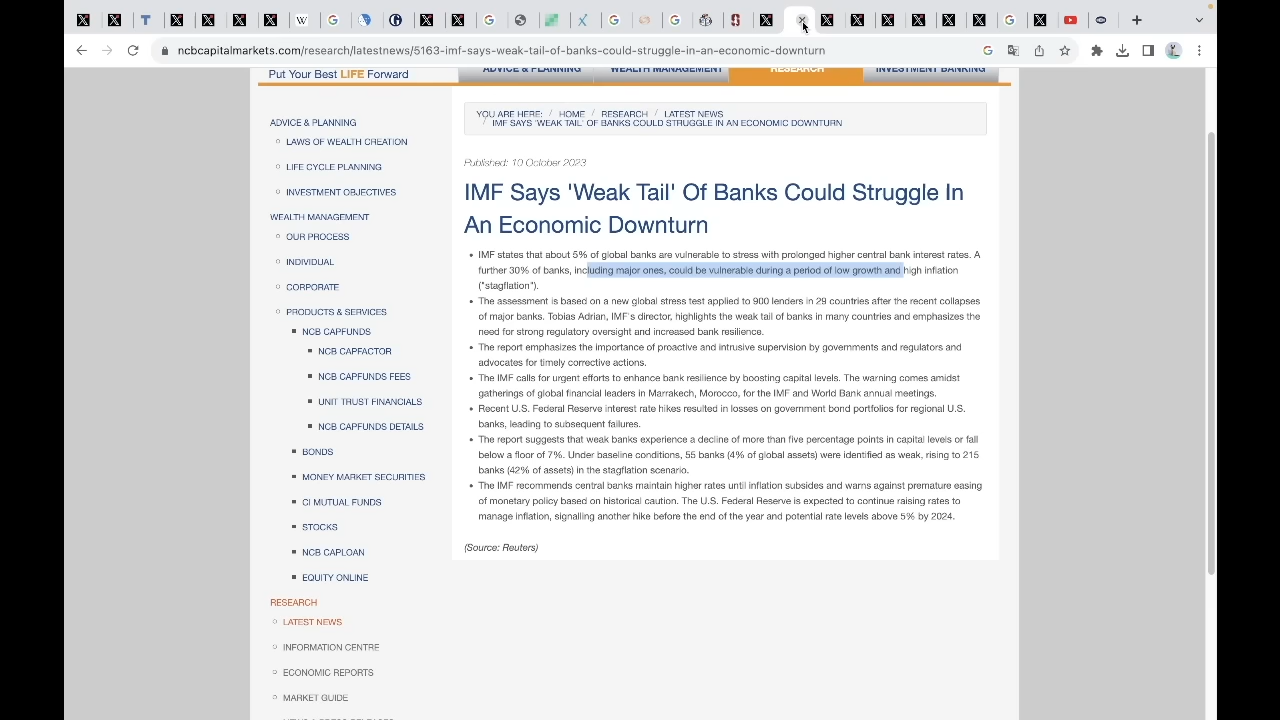 ncbcapitalmarkets.com/research/latestnews/5163-imf-says-weak-tail-of-banks-could-struggle-in-an-economic-downturn
Put Your Best LIFE Forward
ADVICE & PLANNING
WEALTH MANAGEMENT
RESEARCH
INVESTMENT BANKING
ADVICE & PLANNING
LAWS OF WEALTH CREATION
LIFE CYCLE PLANNING
INVESTMENT OBJECTIVES
WEALTH MANAGEMENT
OUR PROCESS
INDIVIDUAL
CORPORATE
PRODUCTS & SERVICES
NCB CAPFUNDS
NCB CAPFACTOR
NCB CAPFUNDS FEES
UNIT TRUST FINANCIALS
NCB CAPFUNDS DETAILS
BONDS
MONEY MARKET SECURITIES
CI MUTUAL FUNDS
STOCKS
NCB CAPLOAN
EQUITY ONLINE
RESEARCH
LATEST NEWS
INFORMATION CENTRE
ECONOMIC REPORTS
MARKET GUIDE
YOU ARE HERE: / HOME / RESEARCH / LATEST NEWS
/ IMF SAYS 'WEAK TAIL' OF BANKS COULD STRUGGLE IN AN ECONOMIC DOWNTURN
Published: 10 October 2023
IMF Says 'Weak Tail' Of Banks Could Struggle In
An Economic Downturn
IMF states that about 5% of global banks are vulnerable to stress with prolonged higher central bank interest rates. A
further 30% of banks, including major ones, could be vulnerable during a period of low growth and high inflation
("stagflation").
The assessment is based on a new global stress test applied to 900 lenders in 29 countries after the recent collapses
of major banks. Tobias Adrian, IMF's director, highlights the weak tail of banks in many countries and emphasizes the
need for strong regulatory oversight and increased bank resilience.
The report emphasizes the importance of proactive and intrusive supervision by governments and regulators and
advocates for timely corrective actions.
The IMF calls for urgent efforts to enhance bank resilience by boosting capital levels. The warning comes amidst
gatherings of global financial leaders in Marrakech, Morocco, for the IMF and World Bank annual meetings.
Recent U.S. Federal Reserve interest rate hikes resulted in losses on government bond portfolios for regional U.S.
banks, leading to subsequent failures.
The report suggests that weak banks experience a decline of more than five percentage points in capital levels or fall
below a floor of 7%. Under baseline conditions, 55 banks (4% of global assets) were identified as weak, rising to 215
banks (42% of assets) in the stagflation scenario.
The IMF recommends central banks maintain higher rates until inflation subsides and warns against premature easing
of monetary policy based on historical caution. The U.S. Federal Reserve is expected to continue raising rates to
manage inflation, signalling another hike before the end of the year and potential rate levels above 5% by 2024.
(Source: Reuters)